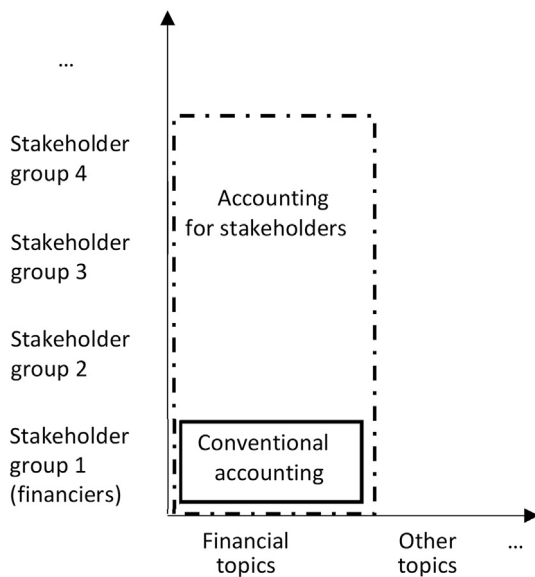 ...
Stakeholder
group 4
Accounting
for stakeholders
Stakeholder
group 3
Stakeholder
group 2
Stakeholder
group 1
(financiers)
Conventional
accounting
Financial
topics
Other
topics
...